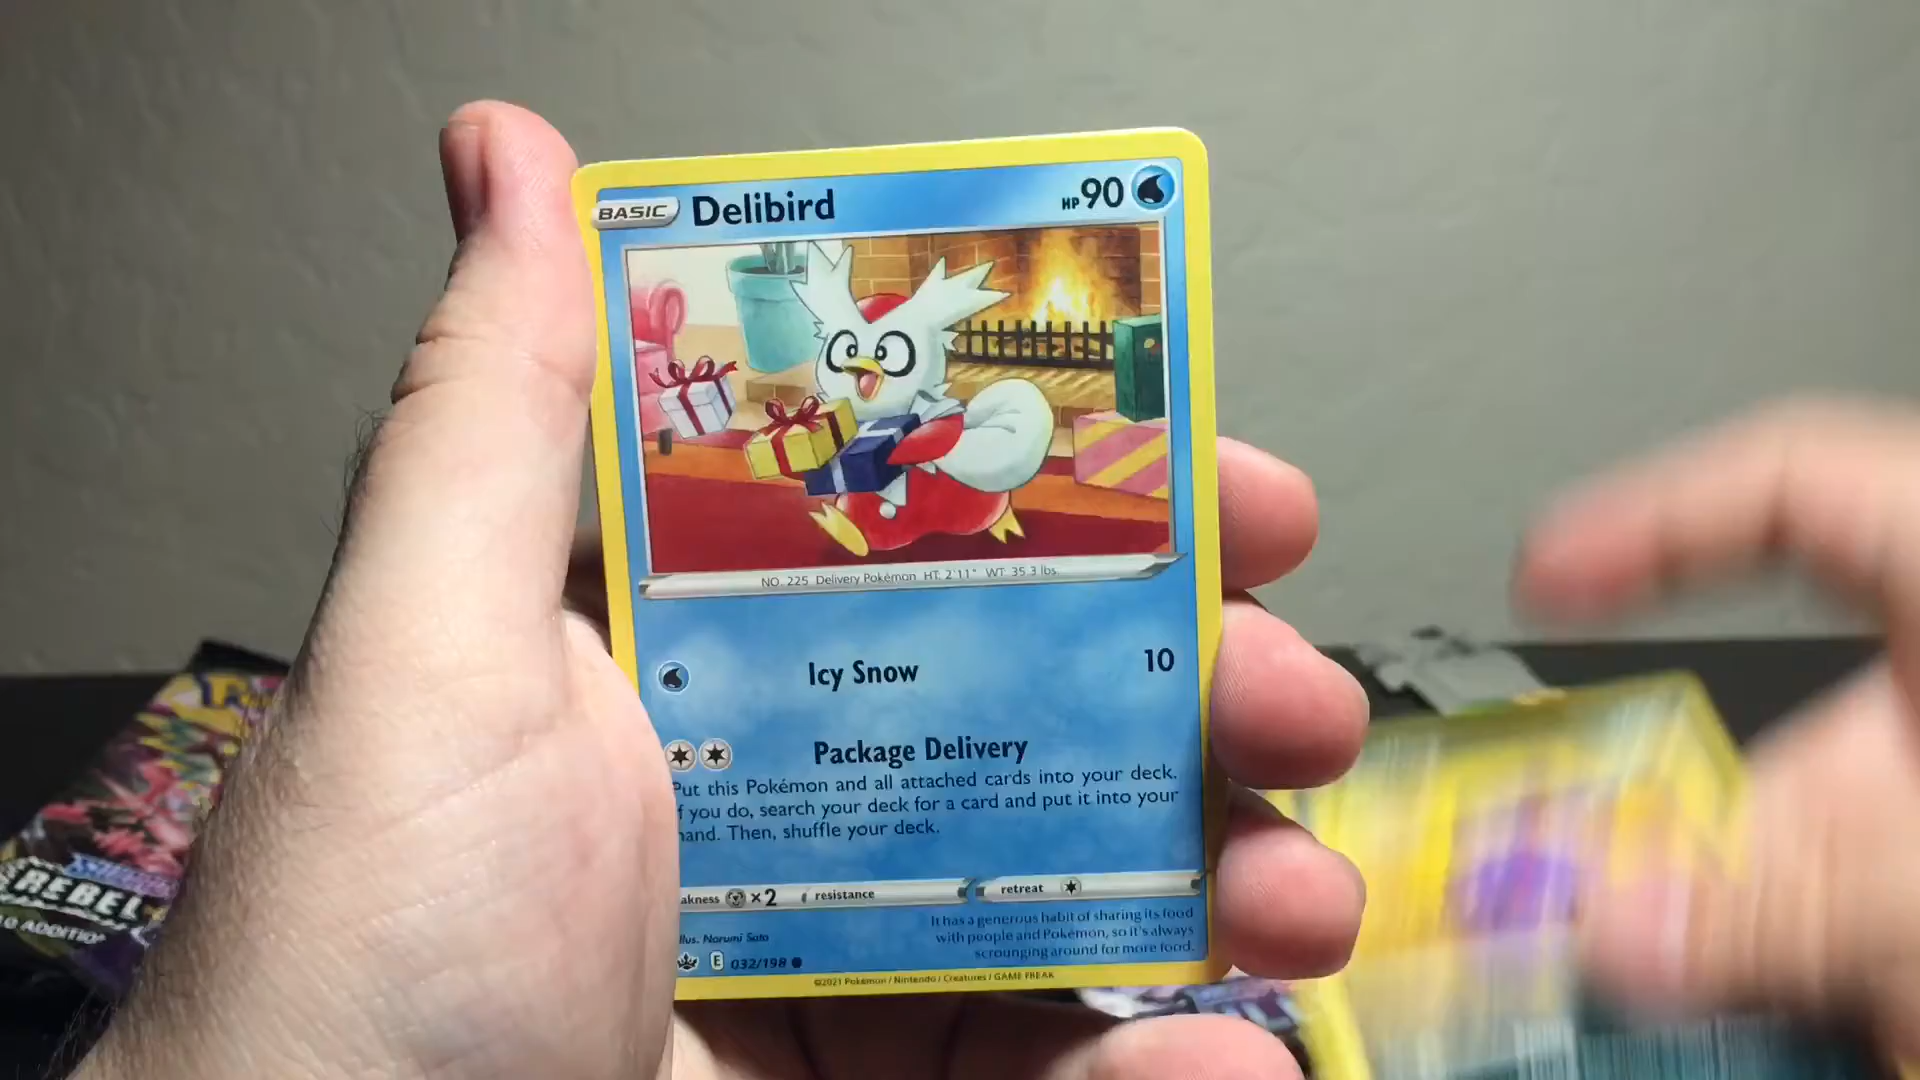 BASIC Delibird HP 90
NO. 225 Delivery Pokémon HT: 2'11" WT: 35.3 lbs.
Icy Snow 10
Package Delivery
Put this Pokémon and all attached cards into your deck.
f you do, search your deck for a card and put it into your
hand. Then, shuffle your deck.
akness ×2 resistance retreat
It has a generous habit of sharing its food
with people and Pokémon, so it's always
scrounging around for more food.
llus. Narumi Sato
E 032/198
©2021 Pokémon / Nintendo / Creatures / GAME FREAK
REBEL
10 ADDITIO